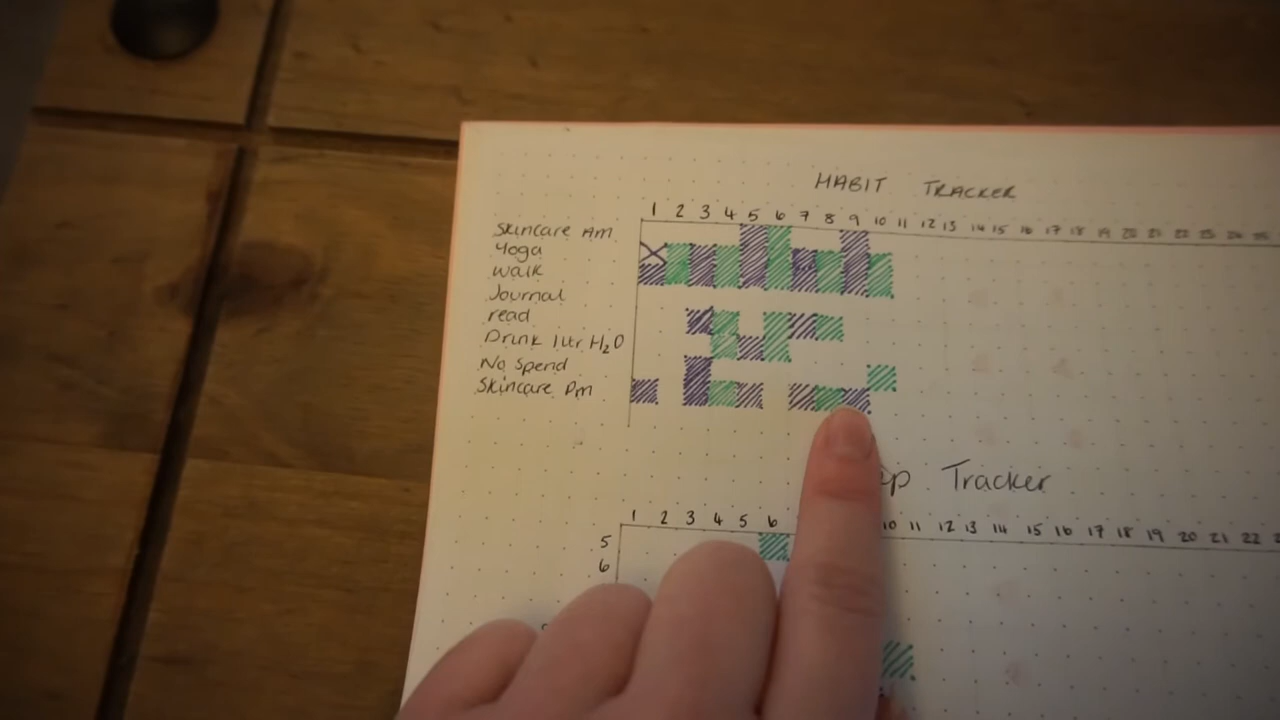 HABIT TRACKER
1 2 3 4 5 6 7 8 9 10 11 12 13 14 15 16 17 18 19 20 21 22 23 24 25
Skincare Am
Yoga
Walk
Journal
read
Drink 1Ltr H₂O
No Spend
Skincare Pm
Tracker
1 2 3 4 5 6 10 11 12 13 14 15 16 17 18 19 20 21 22
5
6